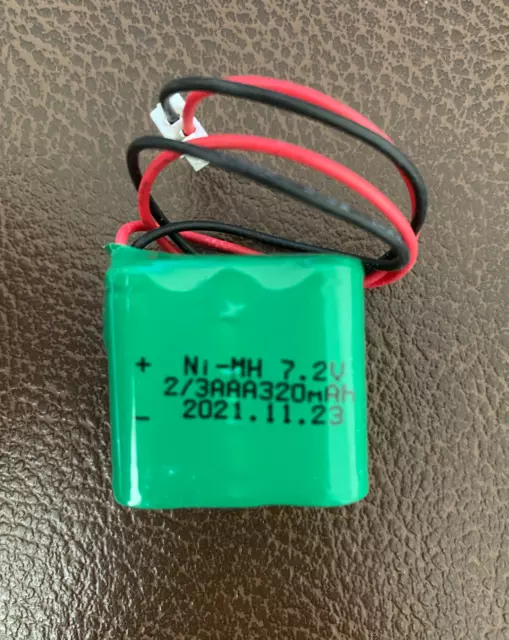 + Ni-MH 7.2V
2/3AAA320mAh
– 2021.11.23